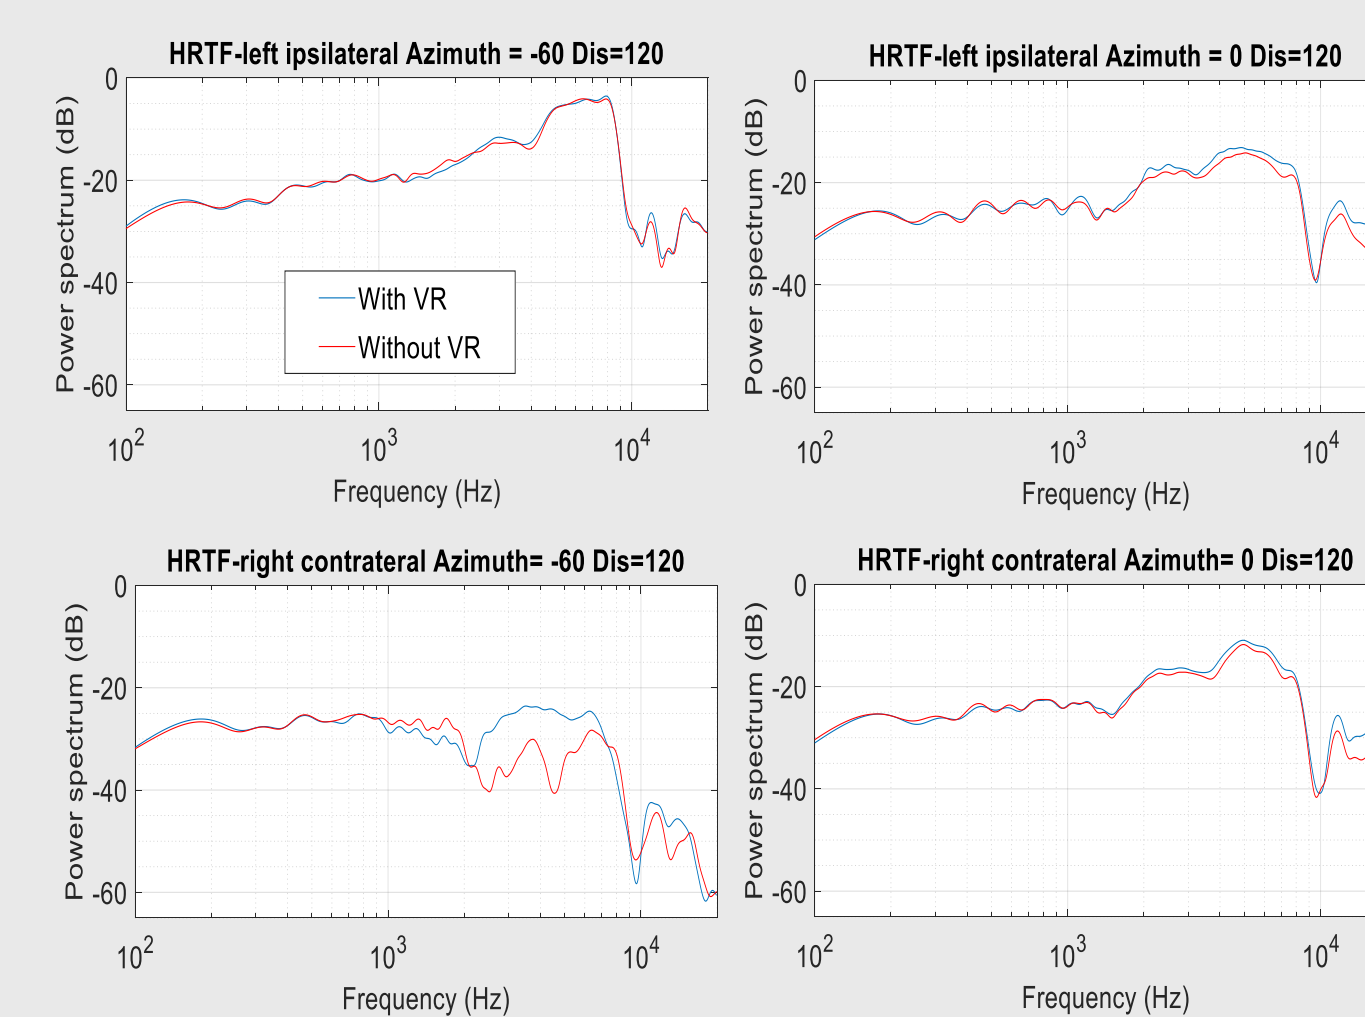 HRTF-left ipsilateral Azimuth = -60 Dis=120
0
-20
-40
-60
Power spectrum (dB)
With VR
Without VR
10^2
10^3
10^4
Frequency (Hz)
HRTF-left ipsilateral Azimuth = 0 Dis=120
0
-20
-40
-60
Power spectrum (dB)
10^2
10^3
10^4
Frequency (Hz)
HRTF-right contrateral Azimuth= -60 Dis=120
0
-20
-40
-60
Power spectrum (dB)
10^2
10^3
10^4
Frequency (Hz)
HRTF-right contrateral Azimuth= 0 Dis=120
0
-20
-40
-60
Power spectrum (dB)
10^2
10^3
10^4
Frequency (Hz)